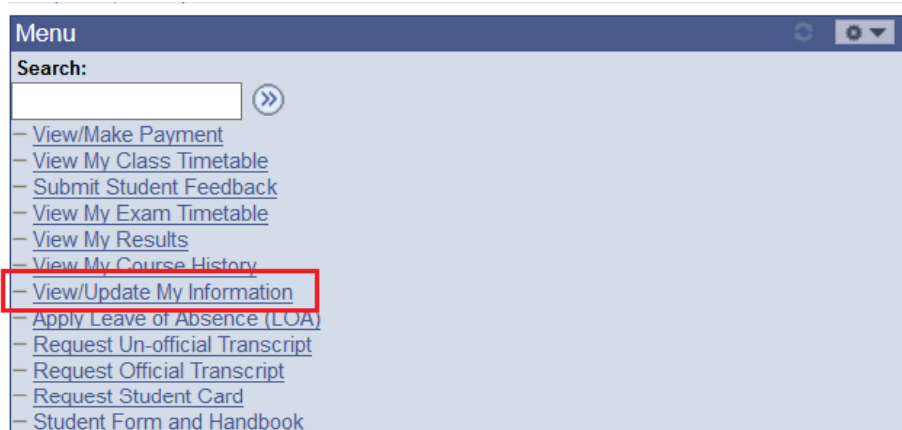 Menu
Search:
– View/Make Payment
– View My Class Timetable
– Submit Student Feedback
– View My Exam Timetable
– View My Results
– View My Course History
– View/Update My Information
– Apply Leave of Absence (LOA)
– Request Un-official Transcript
– Request Official Transcript
– Request Student Card
– Student Form and Handbook